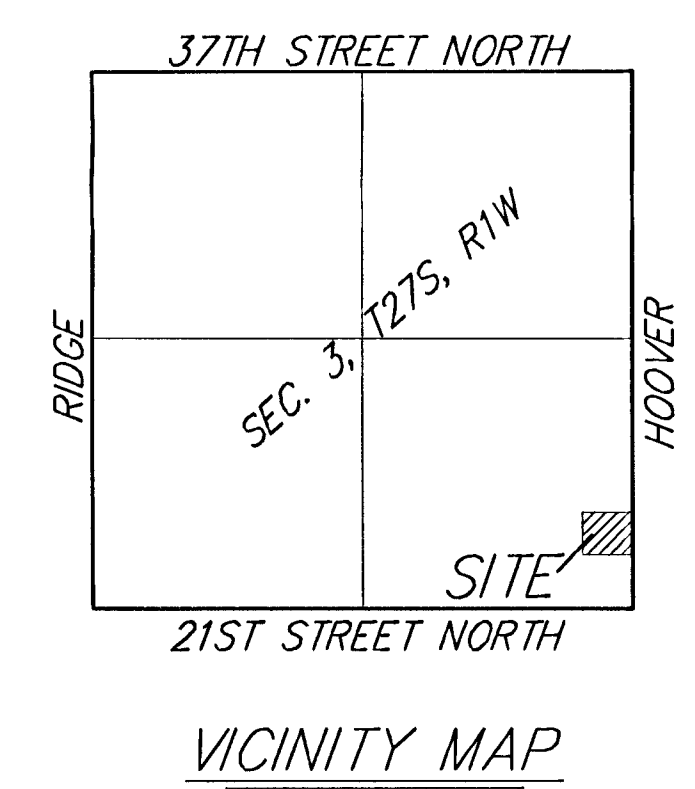 37TH STREET NORTH
RIDGE
SEC. 3, T27S, R1W
HOOVER
SITE
21ST STREET NORTH
VICINITY MAP